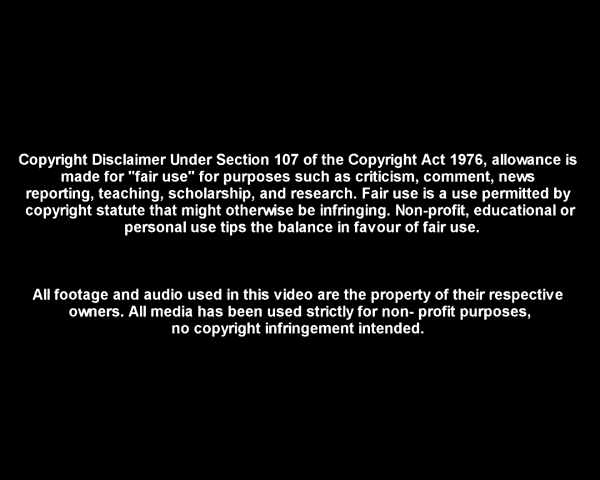 Copyright Disclaimer Under Section 107 of the Copyright Act 1976, allowance is
made for "fair use" for purposes such as criticism, comment, news
reporting, teaching, scholarship, and research. Fair use is a use permitted by
copyright statute that might otherwise be infringing. Non-profit, educational or
personal use tips the balance in favour of fair use.
All footage and audio used in this video are the property of their respective
owners. All media has been used strictly for non- profit purposes,
no copyright infringement intended.